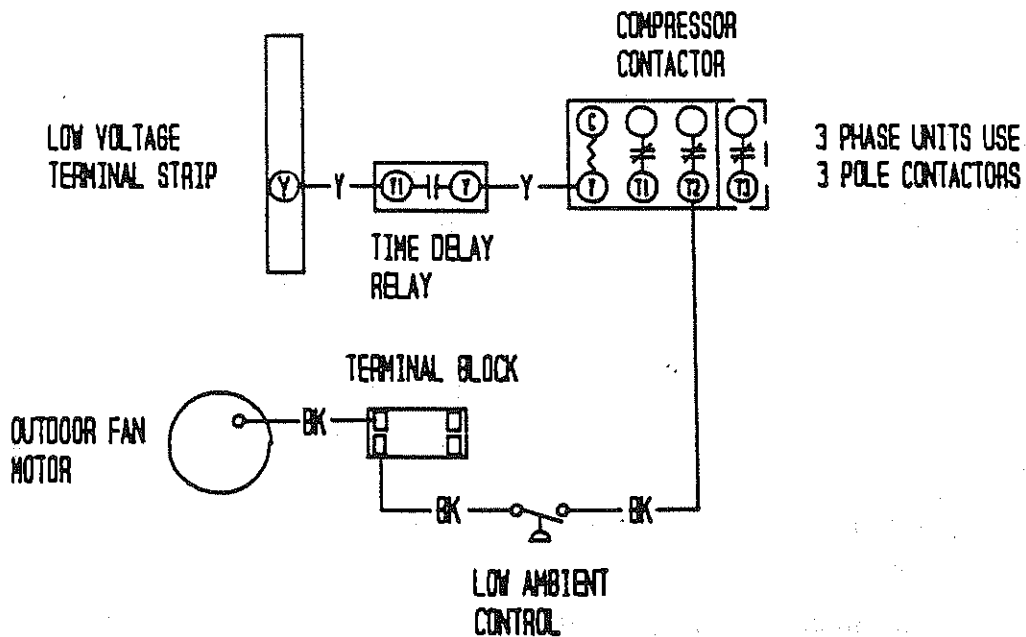 COMPRESSOR
CONTACTOR
LOW VOLTAGE
TERMINAL STRIP
3 PHASE UNITS USE
3 POLE CONTACTORS
C
Y Y Y1 Y Y Y T1 T2 T3
TIME DELAY
RELAY
TERMINAL BLOCK
OUTDOOR FAN
MOTOR
BK
BK BK
LOW AMBIENT
CONTROL